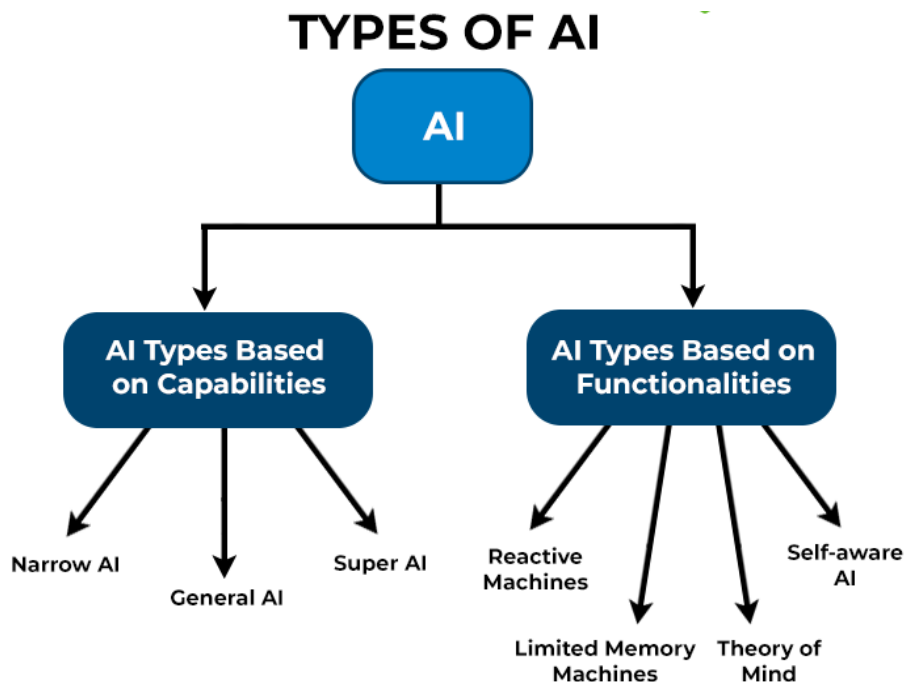 TYPES OF AI
AI
AI Types Based
on Capabilities
AI Types Based on
Functionalities
Narrow AI
General AI
Super AI
Reactive
Machines
Limited Memory
Machines
Theory of
Mind
Self-aware
AI